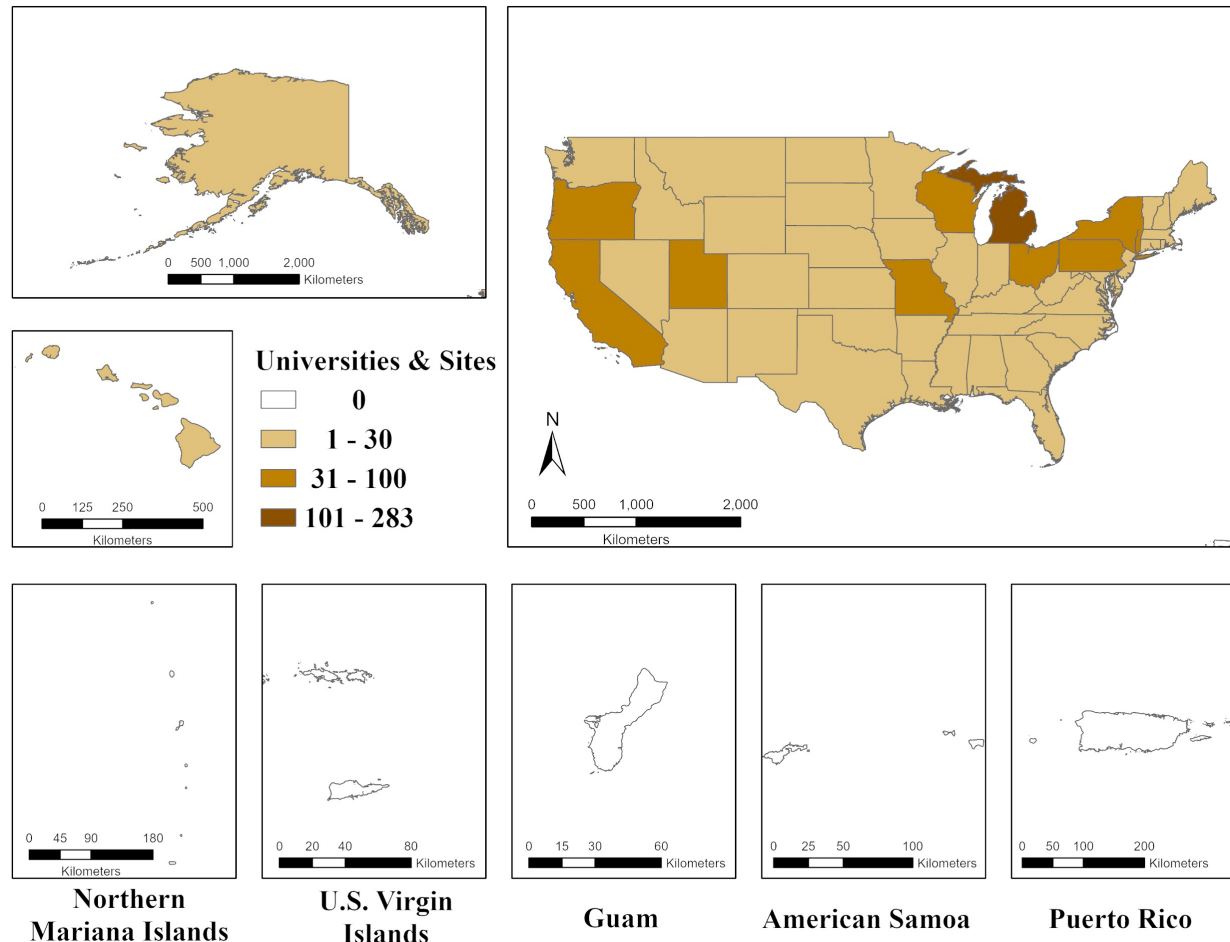 0 500 1,000 2,000
Kilometers
Universities & Sites
0
1 - 30
31 - 100
101 - 283
0 125 250 500
Kilometers
N
0 500 1,000 2,000
Kilometers
0 45 90 180
Kilometers
0 20 40 80
Kilometers
0 15 30 60
Kilometers
0 25 50 100
Kilometers
0 50 100 200
Kilometers
Northern
Mariana Islands
U.S. Virgin
Islands
Guam
American Samoa
Puerto Rico